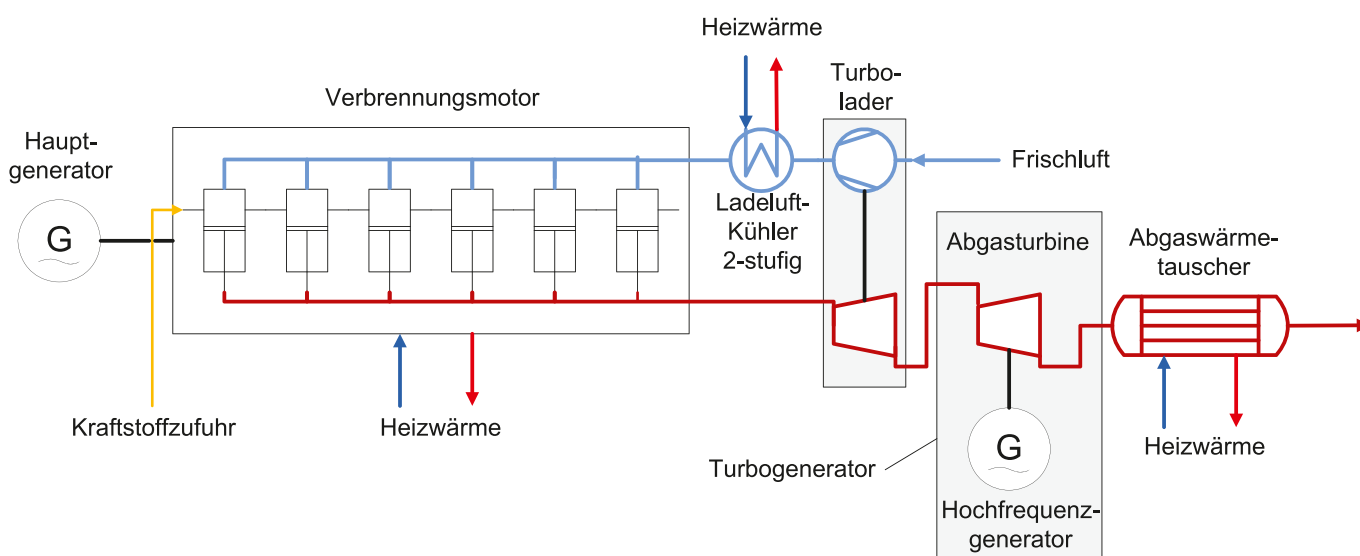 Heizwärme
Turbo-
lader
Verbrennungsmotor
Haupt-
generator
G
Frischluft
Ladeluft-
Kühler
2-stufig
Abgasturbine
Abgaswärme-
tauscher
Kraftstoffzufuhr
Heizwärme
Turbogenerator
G
Heizwärme
Hochfrequenz-
generator